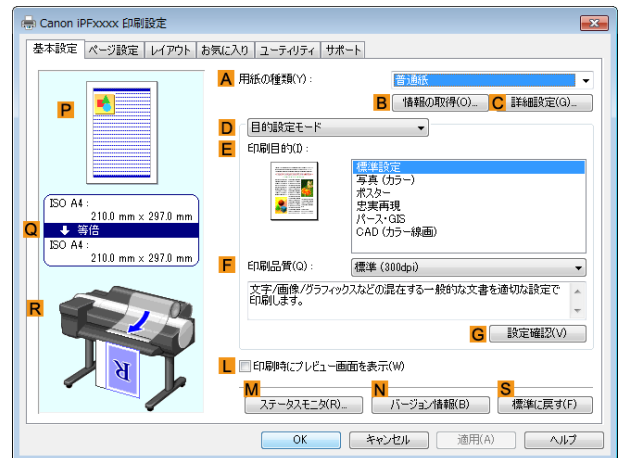 Canon iPFxxxx 印刷設定
基本設定 ページ設定 レイアウト お気に入り ユーティリティ サポート
A 用紙の種類(Y): 普通紙
B 情報の取得(O)... C 詳細設定(G)...
P
D 目的設定モード
E 印刷目的(I):
標準設定
写真 (カラー)
ポスター
忠実再現
パース・GIS
CAD (カラー線画)
ISO A4 :
210.0 mm x 297.0 mm
Q 等倍
ISO A4 :
210.0 mm x 297.0 mm
F 印刷品質(Q): 標準 (300dpi)
文字/画像/グラフィックスなどの混在する一般的な文書を適切な設定で
印刷します。
R
G 設定確認(V)
L 印刷時にプレビュー画面を表示(W)
M N S
ステータスモニタ(R)... バージョン情報(B) 標準に戻す(F)
OK キャンセル 適用(A) ヘルプ